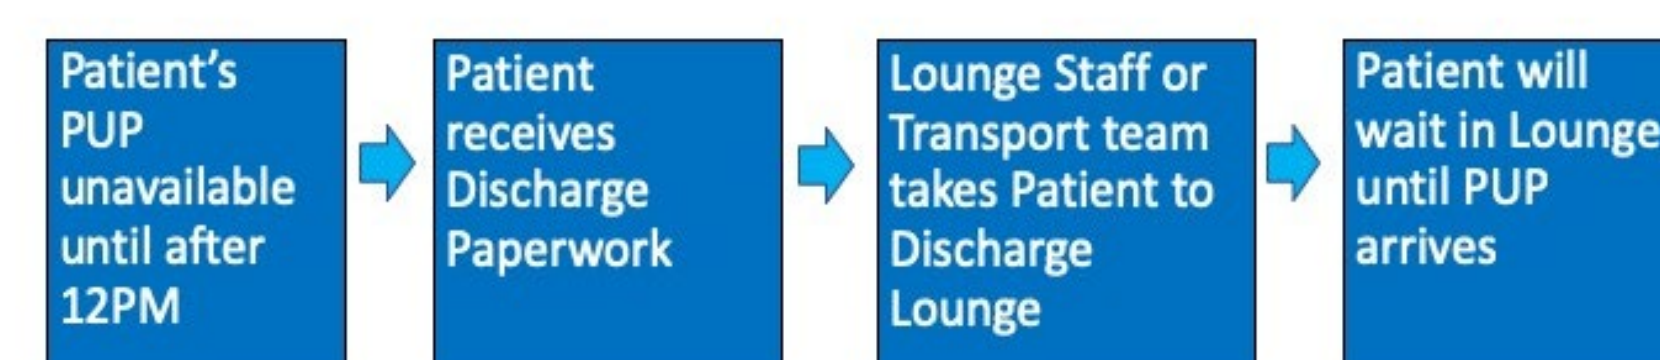 Patient's
PUP
unavailable
until after
12PM
Patient
receives
Discharge
Paperwork
Lounge Staff or
Transport team
takes Patient to
Discharge
Lounge
Patient will
wait in Lounge
until PUP
arrives